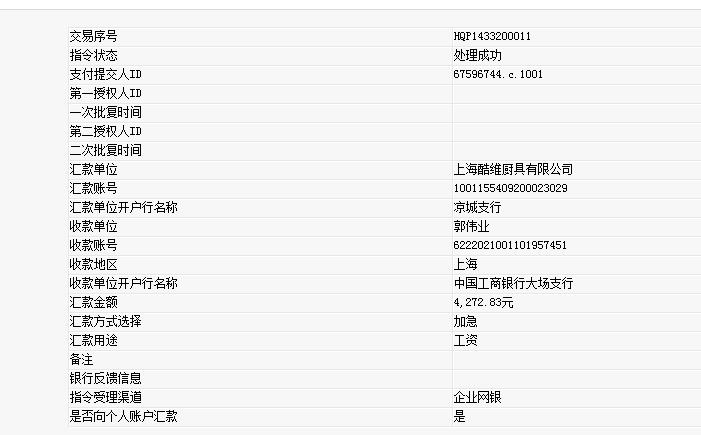 交易序号 HQP1433200011
指令状态 处理成功
支付提交人ID 67596744.c.1001
第一授权人ID
一次批复时间
第二授权人ID
二次批复时间
汇款单位 上海酷维厨具有限公司
汇款账号 1001155409200023029
汇款单位开户行名称 凉城支行
收款单位 郭伟业
收款账号 6222021001101957451
收款地区 上海
收款单位开户行名称 中国工商银行大场支行
汇款金额 4,272.83元
汇款方式选择 加急
汇款用途 工资
备注
银行反馈信息
指令受理渠道 企业网银
是否向个人账户汇款 是